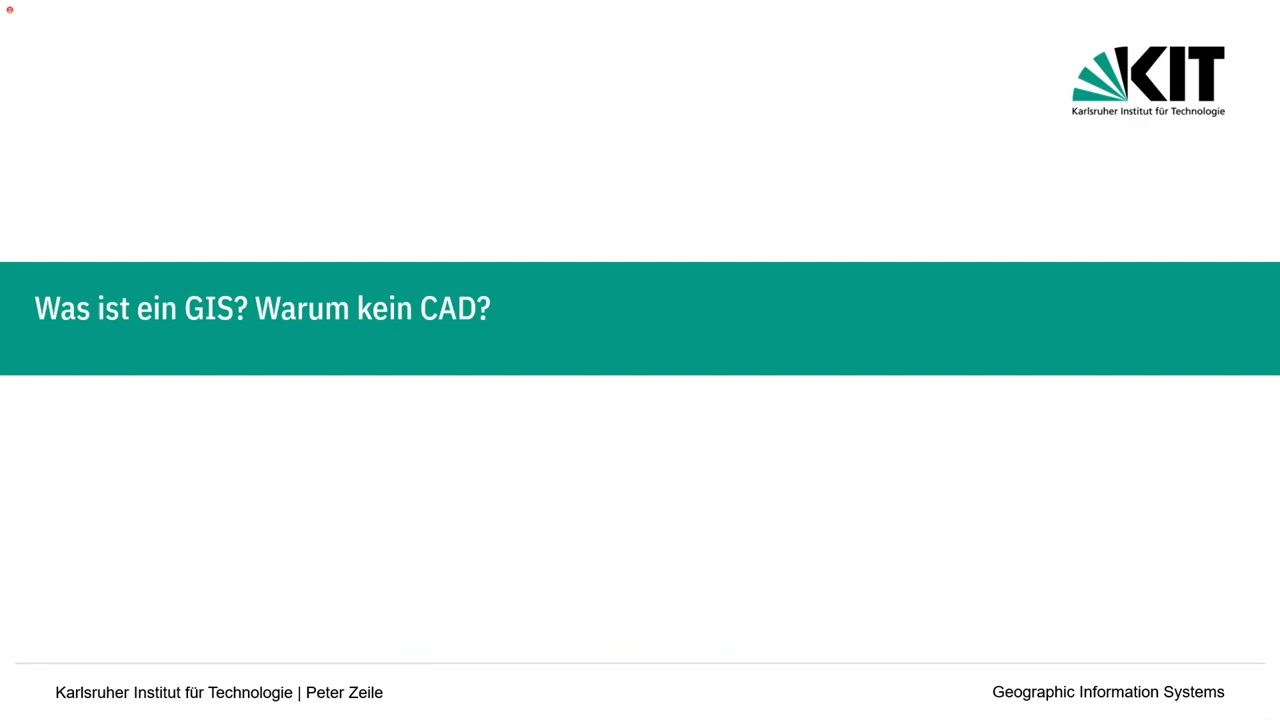 KIT
Karlsruher Institut für Technologie
Was ist ein GIS? Warum kein CAD?
Karlsruher Institut für Technologie | Peter Zeile
Geographic Information Systems